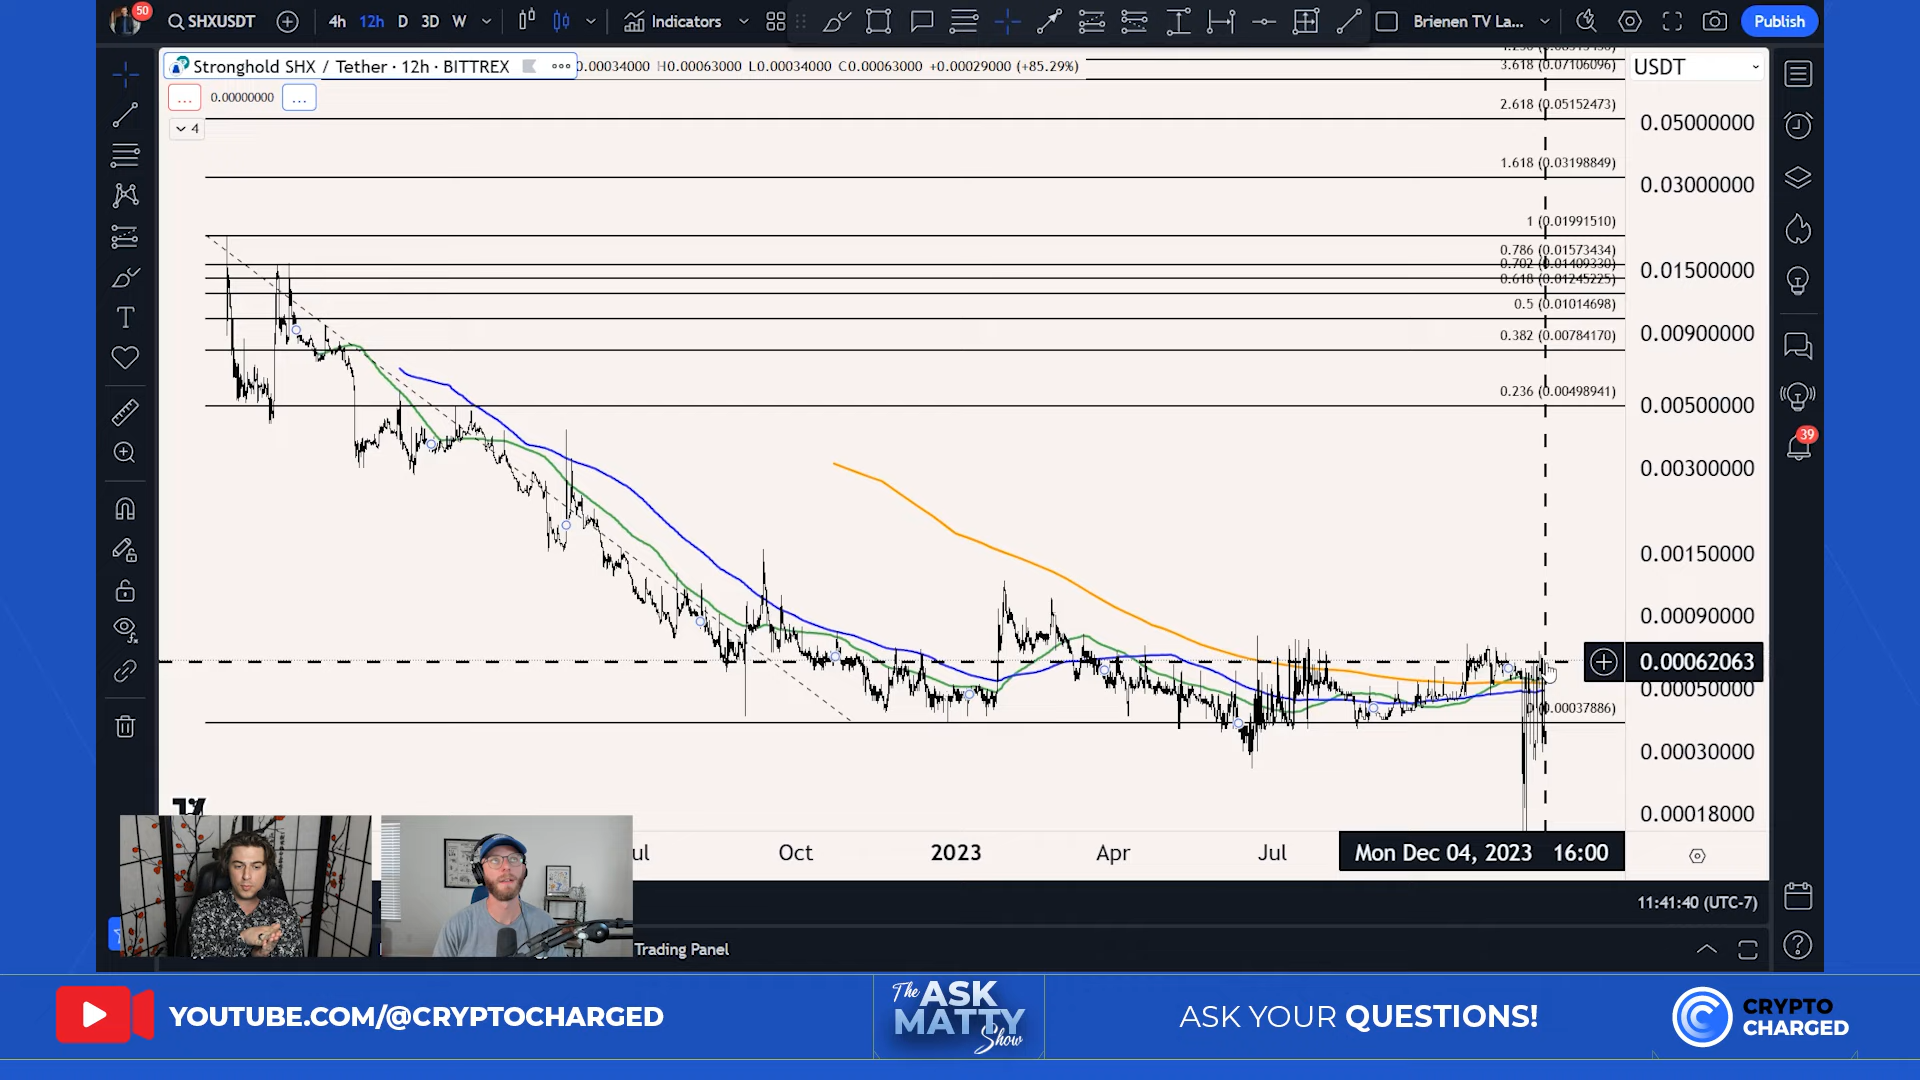 50
SHXUSDT
4h 12h D 3D W
Indicators
Brienen TV La...
Publish
Stronghold SHX / Tether · 12h · BITTREX
0.00034000 H0.00063000 L0.00034000 C0.00063000 +0.00029000 (+85.29%)
... 0.00000000 ...
4
3.618 (0.07106096)
2.618 (0.05152473)
1.618 (0.03198849)
1 (0.01991510)
0.786 (0.01573434)
0.702 (0.01409330)
0.618 (0.01245225)
0.5 (0.01014698)
0.382 (0.00784170)
0.236 (0.00498941)
0 (0.00037886)
USDT
0.05000000
0.03000000
0.01500000
0.00900000
0.00500000
0.00300000
0.00150000
0.00090000
0.00062063
0.00050000
0.00030000
0.00018000
39
ul Oct 2023 Apr Jul Mon Dec 04, 2023 16:00
11:41:40 (UTC-7)
Trading Panel
YOUTUBE.COM/@CRYPTOCHARGED
The ASK MATTY Show
ASK YOUR QUESTIONS!
CRYPTO CHARGED